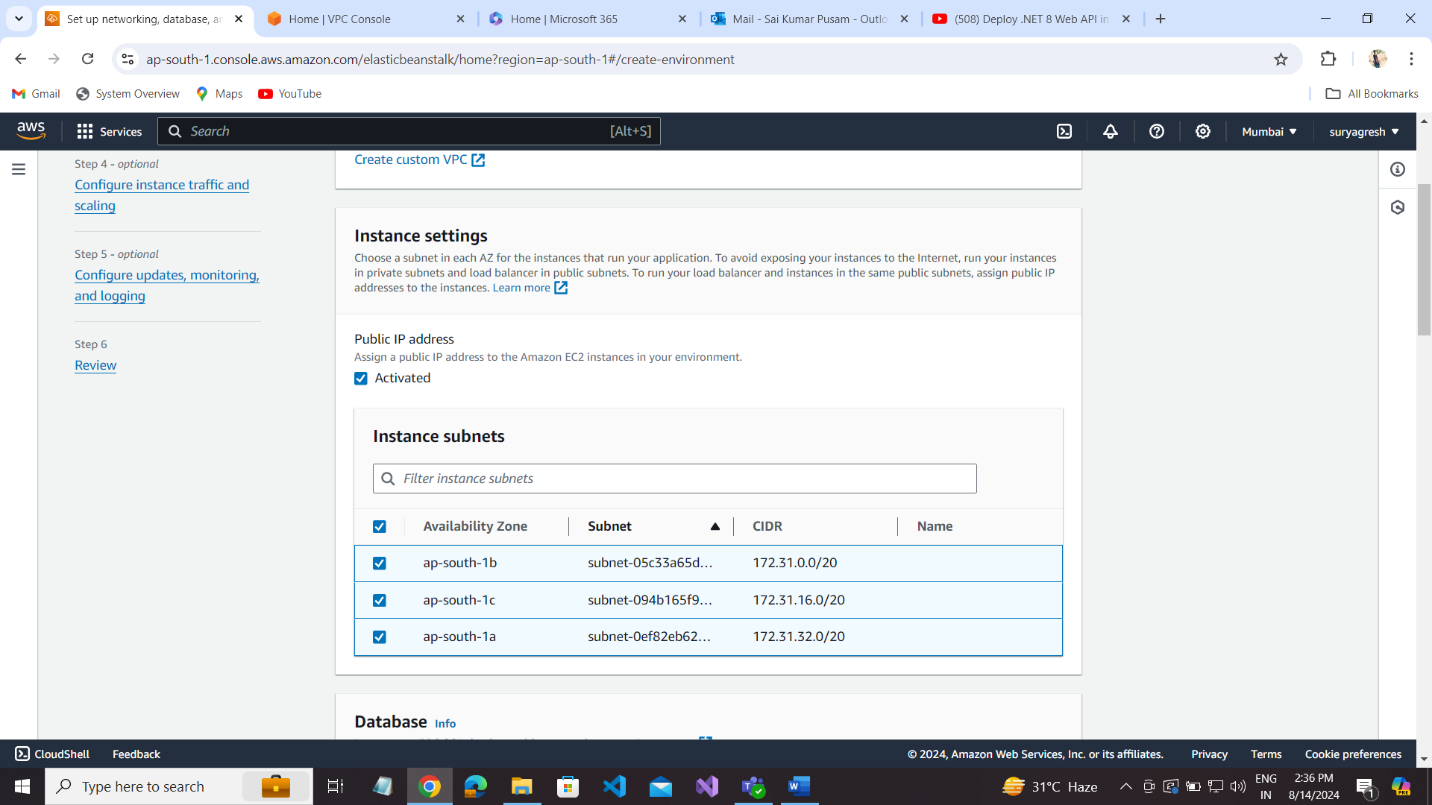 Set up networking, database, an
Home | VPC Console
Home | Microsoft 365
Mail - Sai Kumar Pusam - Outlo
(508) Deploy .NET 8 Web API in
ap-south-1.console.aws.amazon.com/elasticbeanstalk/home?region=ap-south-1#/create-environment
Gmail
System Overview
Maps
YouTube
All Bookmarks
aws
Services
Search
[Alt+S]
Mumbai
suryagresh
Step 4 - optional
Configure instance traffic and
scaling
Step 5 - optional
Configure updates, monitoring,
and logging
Step 6
Review
Create custom VPC
Instance settings
Choose a subnet in each AZ for the instances that run your application. To avoid exposing your instances to the Internet, run your instances
in private subnets and load balancer in public subnets. To run your load balancer and instances in the same public subnets, assign public IP
addresses to the instances. Learn more
Public IP address
Assign a public IP address to the Amazon EC2 instances in your environment.
Activated
Instance subnets
Filter instance subnets
Availability Zone Subnet CIDR Name
ap-south-1b subnet-05c33a65d... 172.31.0.0/20
ap-south-1c subnet-094b165f9... 172.31.16.0/20
ap-south-1a subnet-0ef82eb62... 172.31.32.0/20
Database Info
CloudShell
Feedback
© 2024, Amazon Web Services, Inc. or its affiliates.
Privacy
Terms
Cookie preferences
Type here to search
31°C Haze
ENG
IN
2:36 PM
8/14/2024
1
PRE